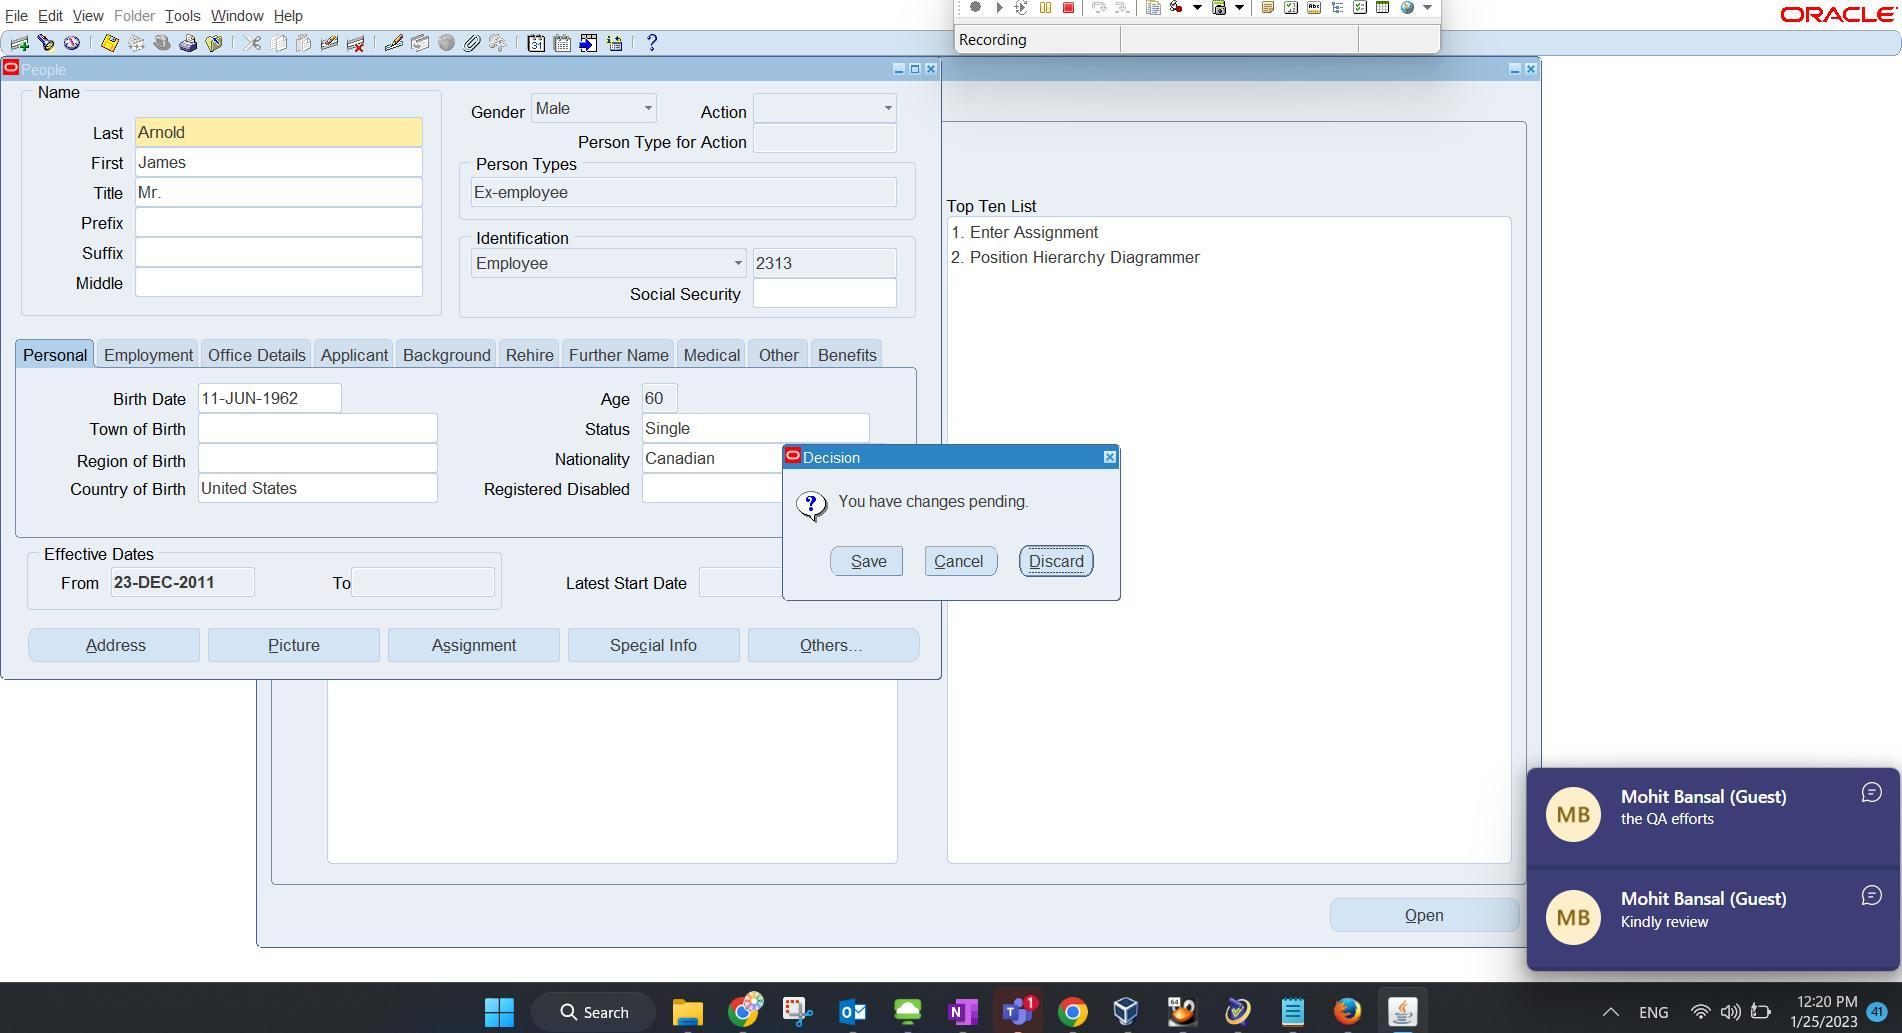 File Edit View Folder Tools Window Help
ORACLE
Recording
People
Name
Last Arnold
First James
Title Mr.
Prefix
Suffix
Middle
Gender Male
Action
Person Type for Action
Person Types
Ex-employee
Identification
Employee 2313
Social Security
Top Ten List
1. Enter Assignment
2. Position Hierarchy Diagrammer
Personal Employment Office Details Applicant Background Rehire Further Name Medical Other Benefits
Birth Date 11-JUN-1962
Town of Birth
Region of Birth
Country of Birth United States
Age 60
Status Single
Nationality Canadian
Registered Disabled
Decision
You have changes pending.
Save Cancel Discard
Effective Dates
From 23-DEC-2011 To
Latest Start Date
Address Picture Assignment Special Info Others...
Open
MB
Mohit Bansal (Guest)
the QA efforts
MB
Mohit Bansal (Guest)
Kindly review
Search
1
ENG
12:20 PM
1/25/2023
41